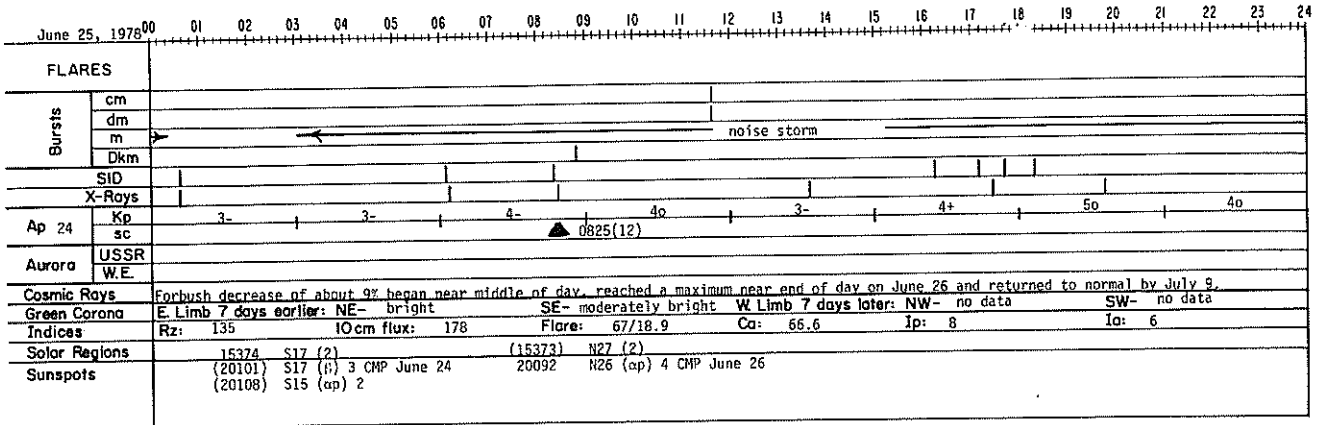 00 01 02 03 04 05 06 07 08 09 10 11 12 13 14 15 16 17 18 19 20 21 22 23 24
June 25, 1978
FLARES
Bursts
cm
dm
m noise storm
Dkm
SID
X-Rays
Ap 24
Kp 3- 3- 4- 4o 3- 4+ 5o 4o
sc 0825(12)
Aurora
USSR
W.E.
Cosmic Rays Forbush decrease of about 9% began near middle of day, reached a maximum near end of day on June 26 and returned to normal by July 9.
Green Corona E. Limb 7 days earlier: NE- bright SE- moderately bright W. Limb 7 days later: NW- no data SW- no data
Indices Rz: 135 10cm flux: 178 Flare: 67/18.9 Ca: 66.6 Ip: 8 Ia: 6
Solar Regions 15374 S17 (2) (15373) N27 (2)
Sunspots (20101) S17 (β) 3 CMP June 24 20092 N26 (αp) 4 CMP June 26
(20108) S15 (αp) 2